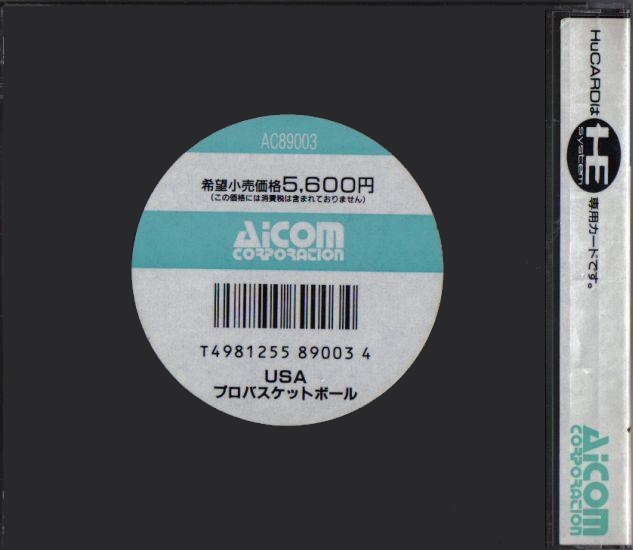 AC89003
希望小売価格5,600円
(この価格には消費税は含まれておりません)
AiCOM
CORPORATION
T4981255 89003 4
USA
プロバスケットボール
HuCARDは
HE
system
専用カードです。
AiCOM
CORPORATION